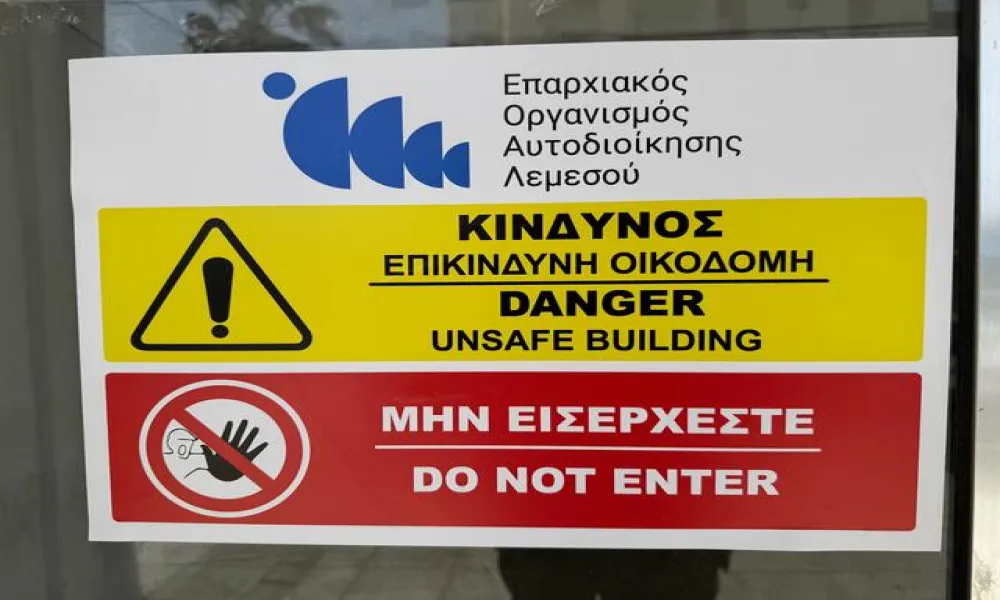 Επαρχιακός
Οργανισμός
Αυτοδιοίκησης
Λεμεσού
ΚΙΝΔΥΝΟΣ
ΕΠΙΚΙΝΔΥΝΗ ΟΙΚΟΔΟΜΗ
DANGER
UNSAFE BUILDING
ΜΗΝ ΕΙΣΕΡΧΕΣΤΕ
DO NOT ENTER